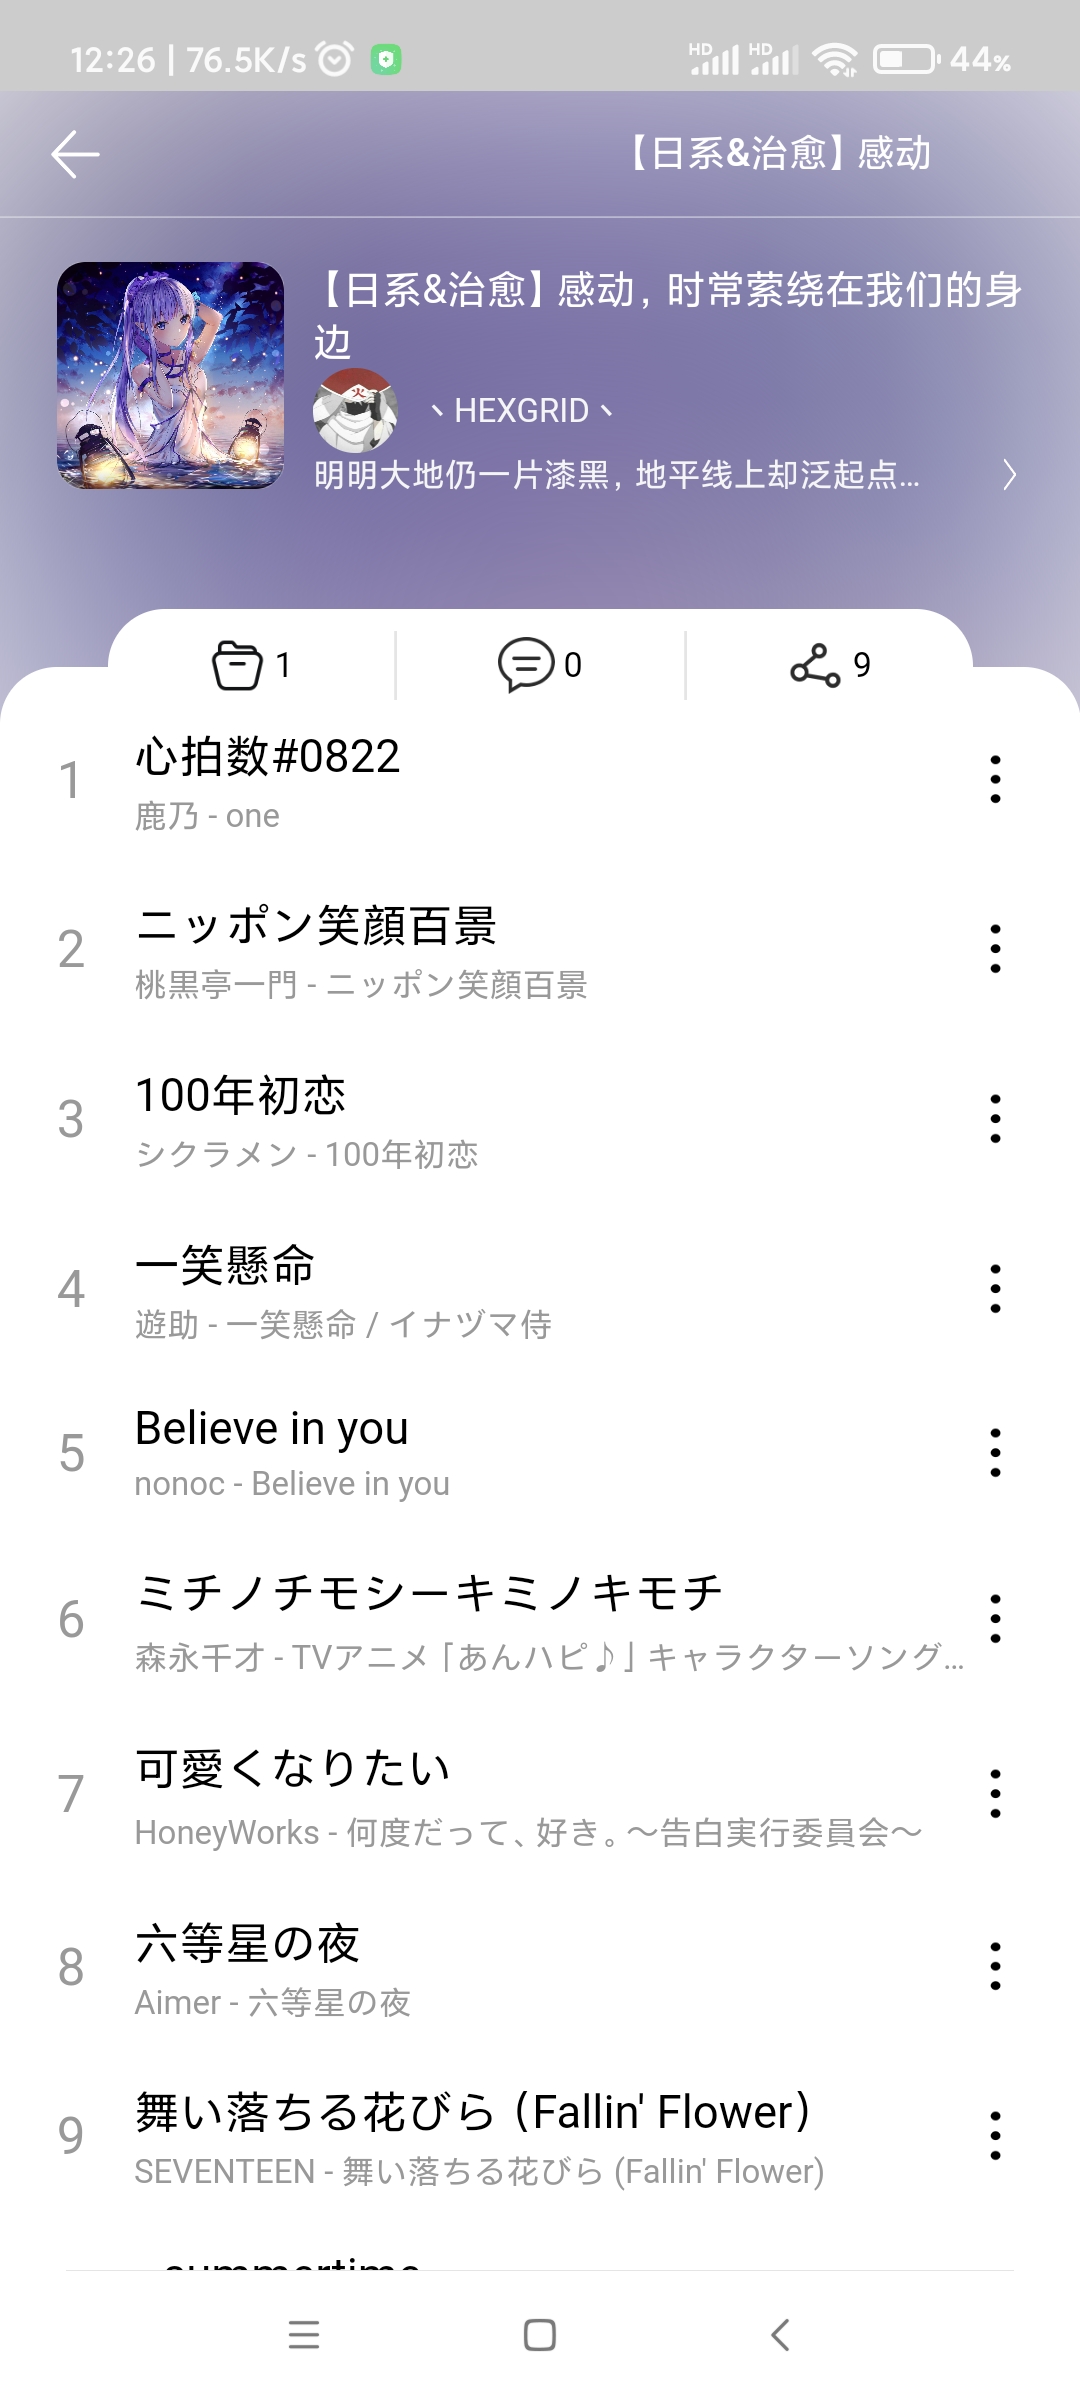 12:26 | 76.5K/s
HD HD 44%
【日系&治愈】感动
【日系&治愈】感动，时常萦绕在我们的身
边
火
丶HEXGRID丶
明明大地仍一片漆黑，地平线上却泛起点...
1
0
9
1
心拍数#0822
鹿乃 - one
2
ニッポン笑顔百景
桃黒亭一門 - ニッポン笑顔百景
3
100年初恋
シクラメン - 100年初恋
4
一笑懸命
遊助 - 一笑懸命 / イナヅマ侍
5
Believe in you
nonoc - Believe in you
6
ミチノチモシーキミノキモチ
森永千才 - TVアニメ「あんハピ♪」キャラクターソング...
7
可愛くなりたい
HoneyWorks - 何度だって、好き。～告白実行委員会～
8
六等星の夜
Aimer - 六等星の夜
9
舞い落ちる花びら（Fallin' Flower）
SEVENTEEN - 舞い落ちる花びら (Fallin' Flower)
summertime